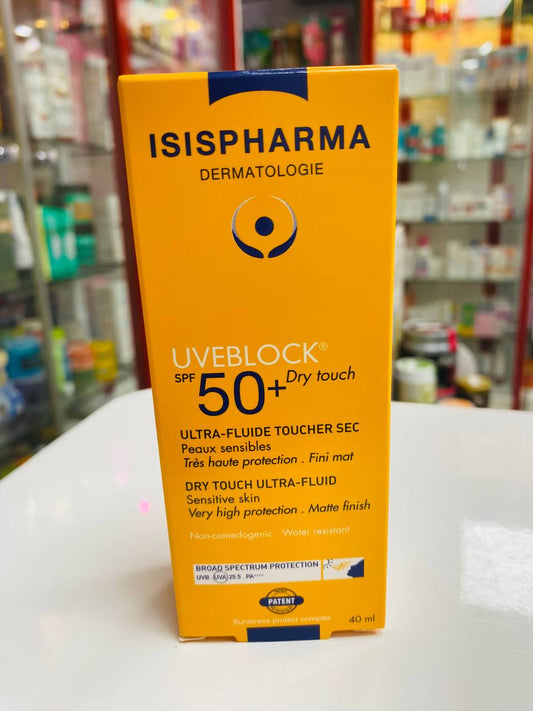 ISISPHARMA
DERMATOLOGIE
UVEBLOCK®
SPF 50+ Dry touch
ULTRA-FLUIDE TOUCHER SEC
Peaux sensibles
Très haute protection . Fini mat
DRY TOUCH ULTRA-FLUID
Sensitive skin
Very high protection . Matte finish
Non-comedogenic . Water resistant
BROAD SPECTRUM PROTECTION
UVB . UVA 25.5 . PA++++
PATENT
Sunstress protect complex
40 ml